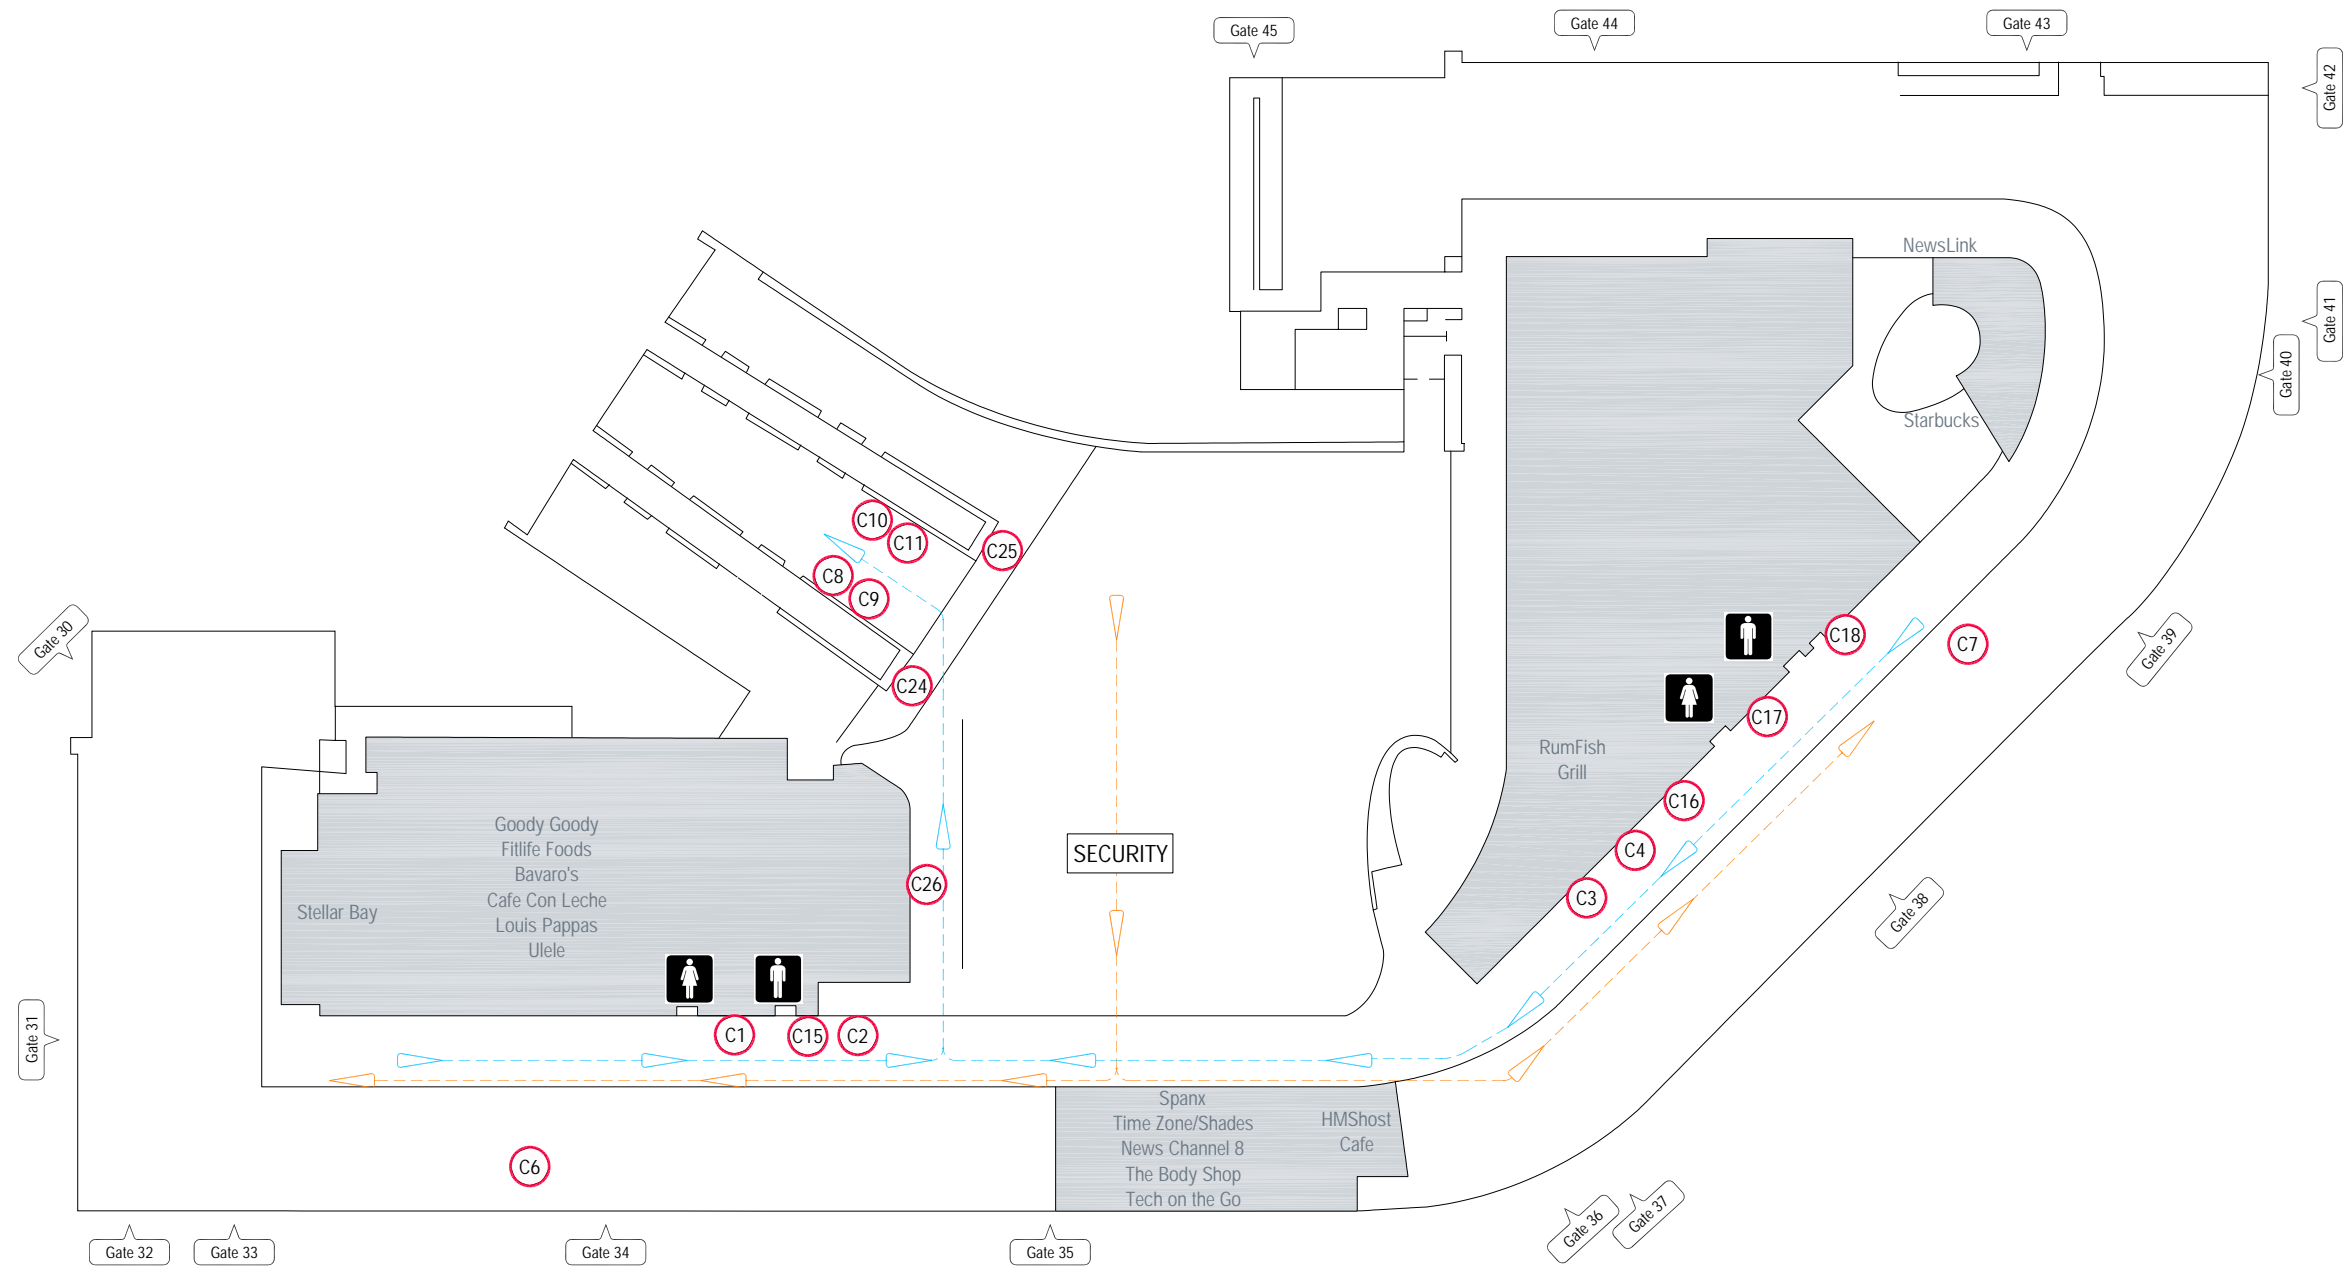 Gate 45
Gate 44
Gate 43
Gate 42
NewsLink
Gate 41
Gate 40
Starbucks
C10
C11
C25
C8
C9
Gate 30
C18
C7
Gate 39
C24
C17
RumFish
Grill
C16
Goody Goody
Fitlife Foods
Bavaro's
Cafe Con Leche
Louis Pappas
Ulele
SECURITY
C4
C26
C3
Stellar Bay
Gate 38
Gate 31
C1
C15
C2
Spanx
Time Zone/Shades
News Channel 8
The Body Shop
Tech on the Go
HMShost
Cafe
C6
Gate 36
Gate 37
Gate 32
Gate 33
Gate 34
Gate 35